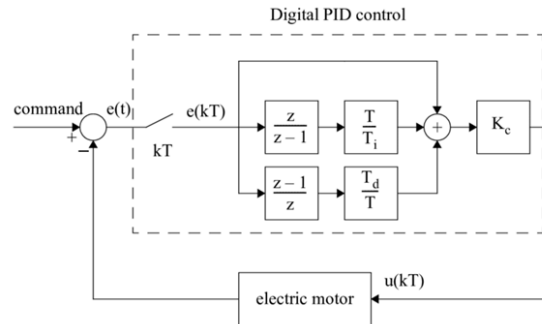 Digital PID control
command
e(t)
e(kT)
+
−
kT
z
z − 1
T
T_i
+
K_c
z − 1
z
T_d
T
electric motor
u(kT)